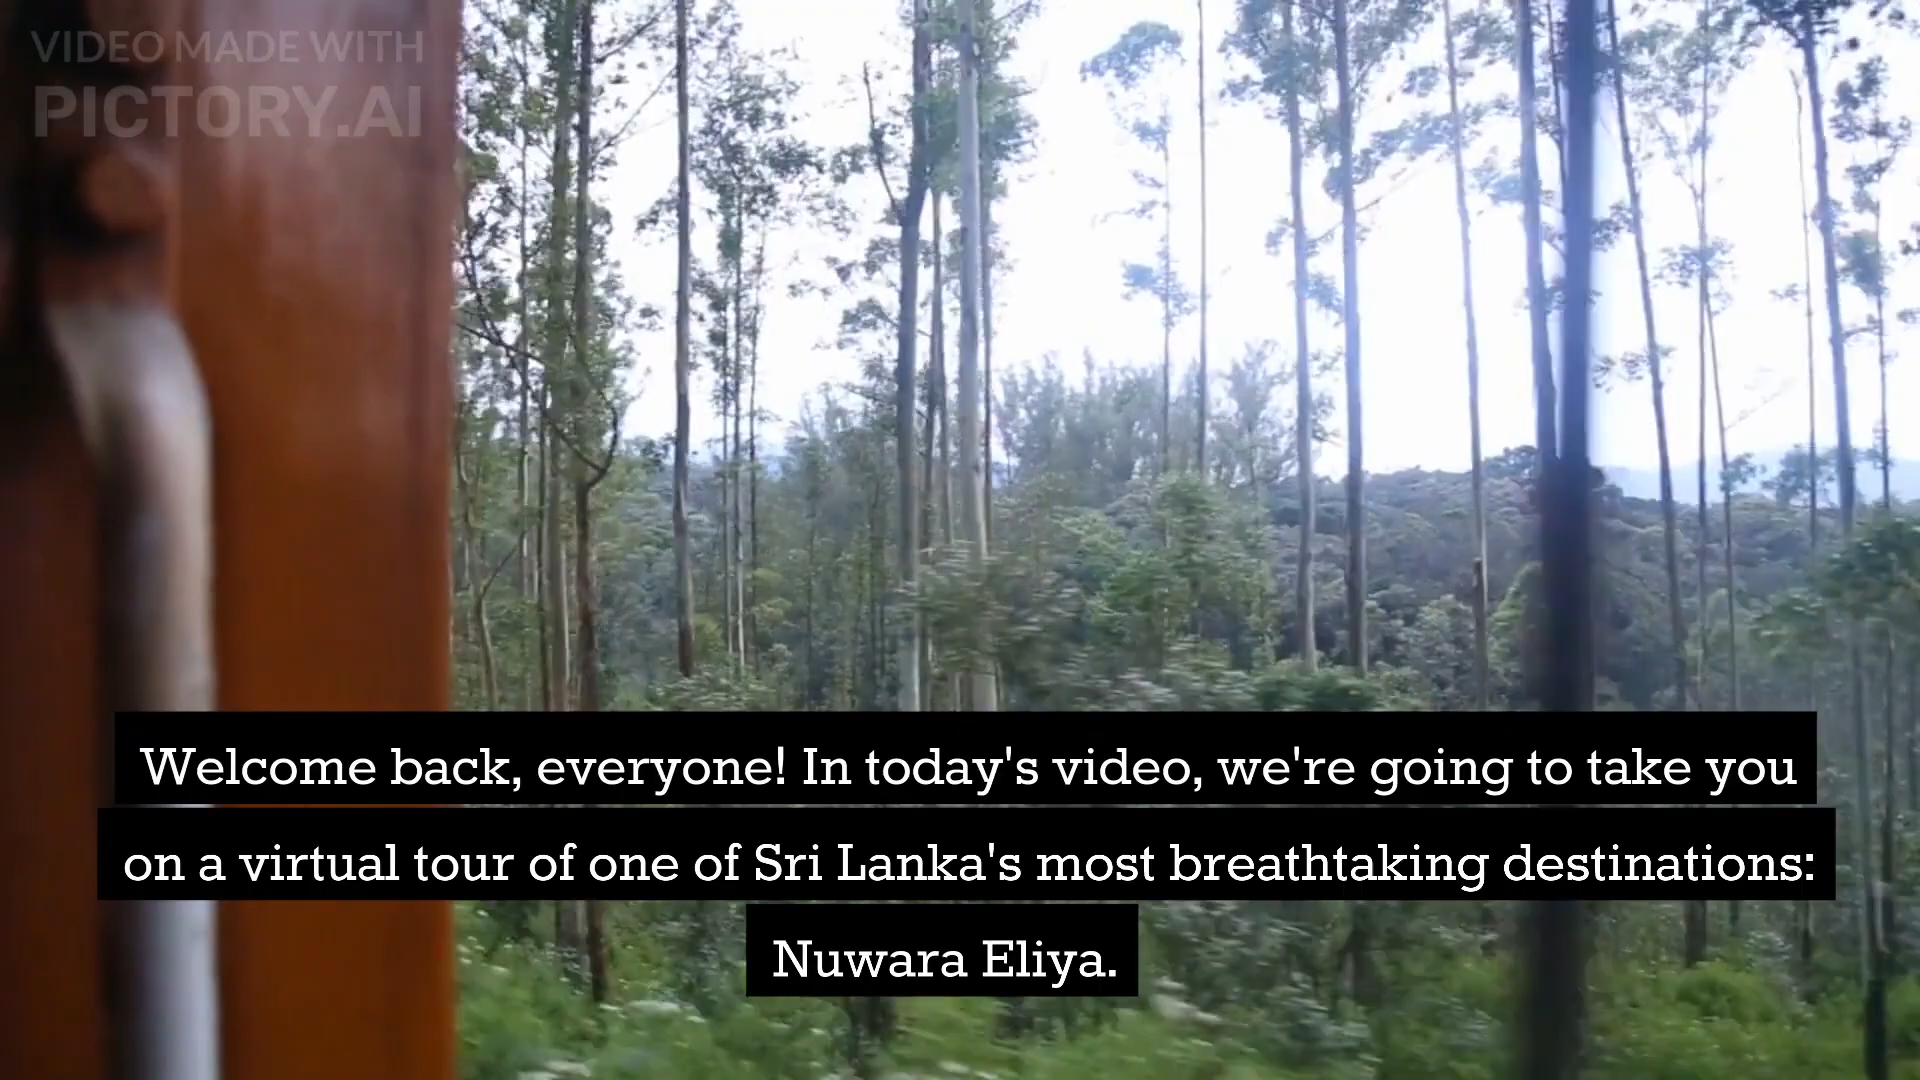 VIDEO MADE WITH
PICTORY.AI
Welcome back, everyone! In today's video, we're going to take you
on a virtual tour of one of Sri Lanka's most breathtaking destinations:
Nuwara Eliya.